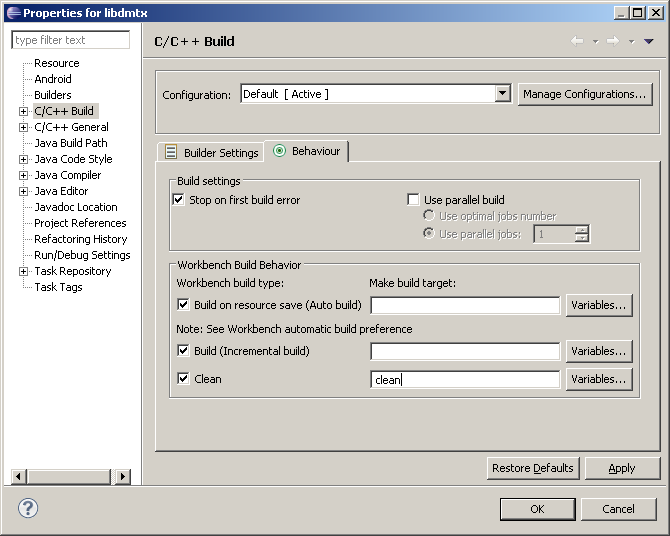 Properties for libdmtx
type filter text
Resource
Android
Builders
C/C++ Build
C/C++ General
Java Build Path
Java Code Style
Java Compiler
Java Editor
Javadoc Location
Project References
Refactoring History
Run/Debug Settings
Task Repository
Task Tags
C/C++ Build
Configuration: Default [ Active ] Manage Configurations...
Builder Settings Behaviour
Build settings
Stop on first build error Use parallel build
Use optimal jobs number
Use parallel jobs: 1
Workbench Build Behavior
Workbench build type: Make build target:
Build on resource save (Auto build) Variables...
Note: See Workbench automatic build preference
Build (Incremental build) Variables...
Clean clean Variables...
Restore Defaults Apply
? OK Cancel